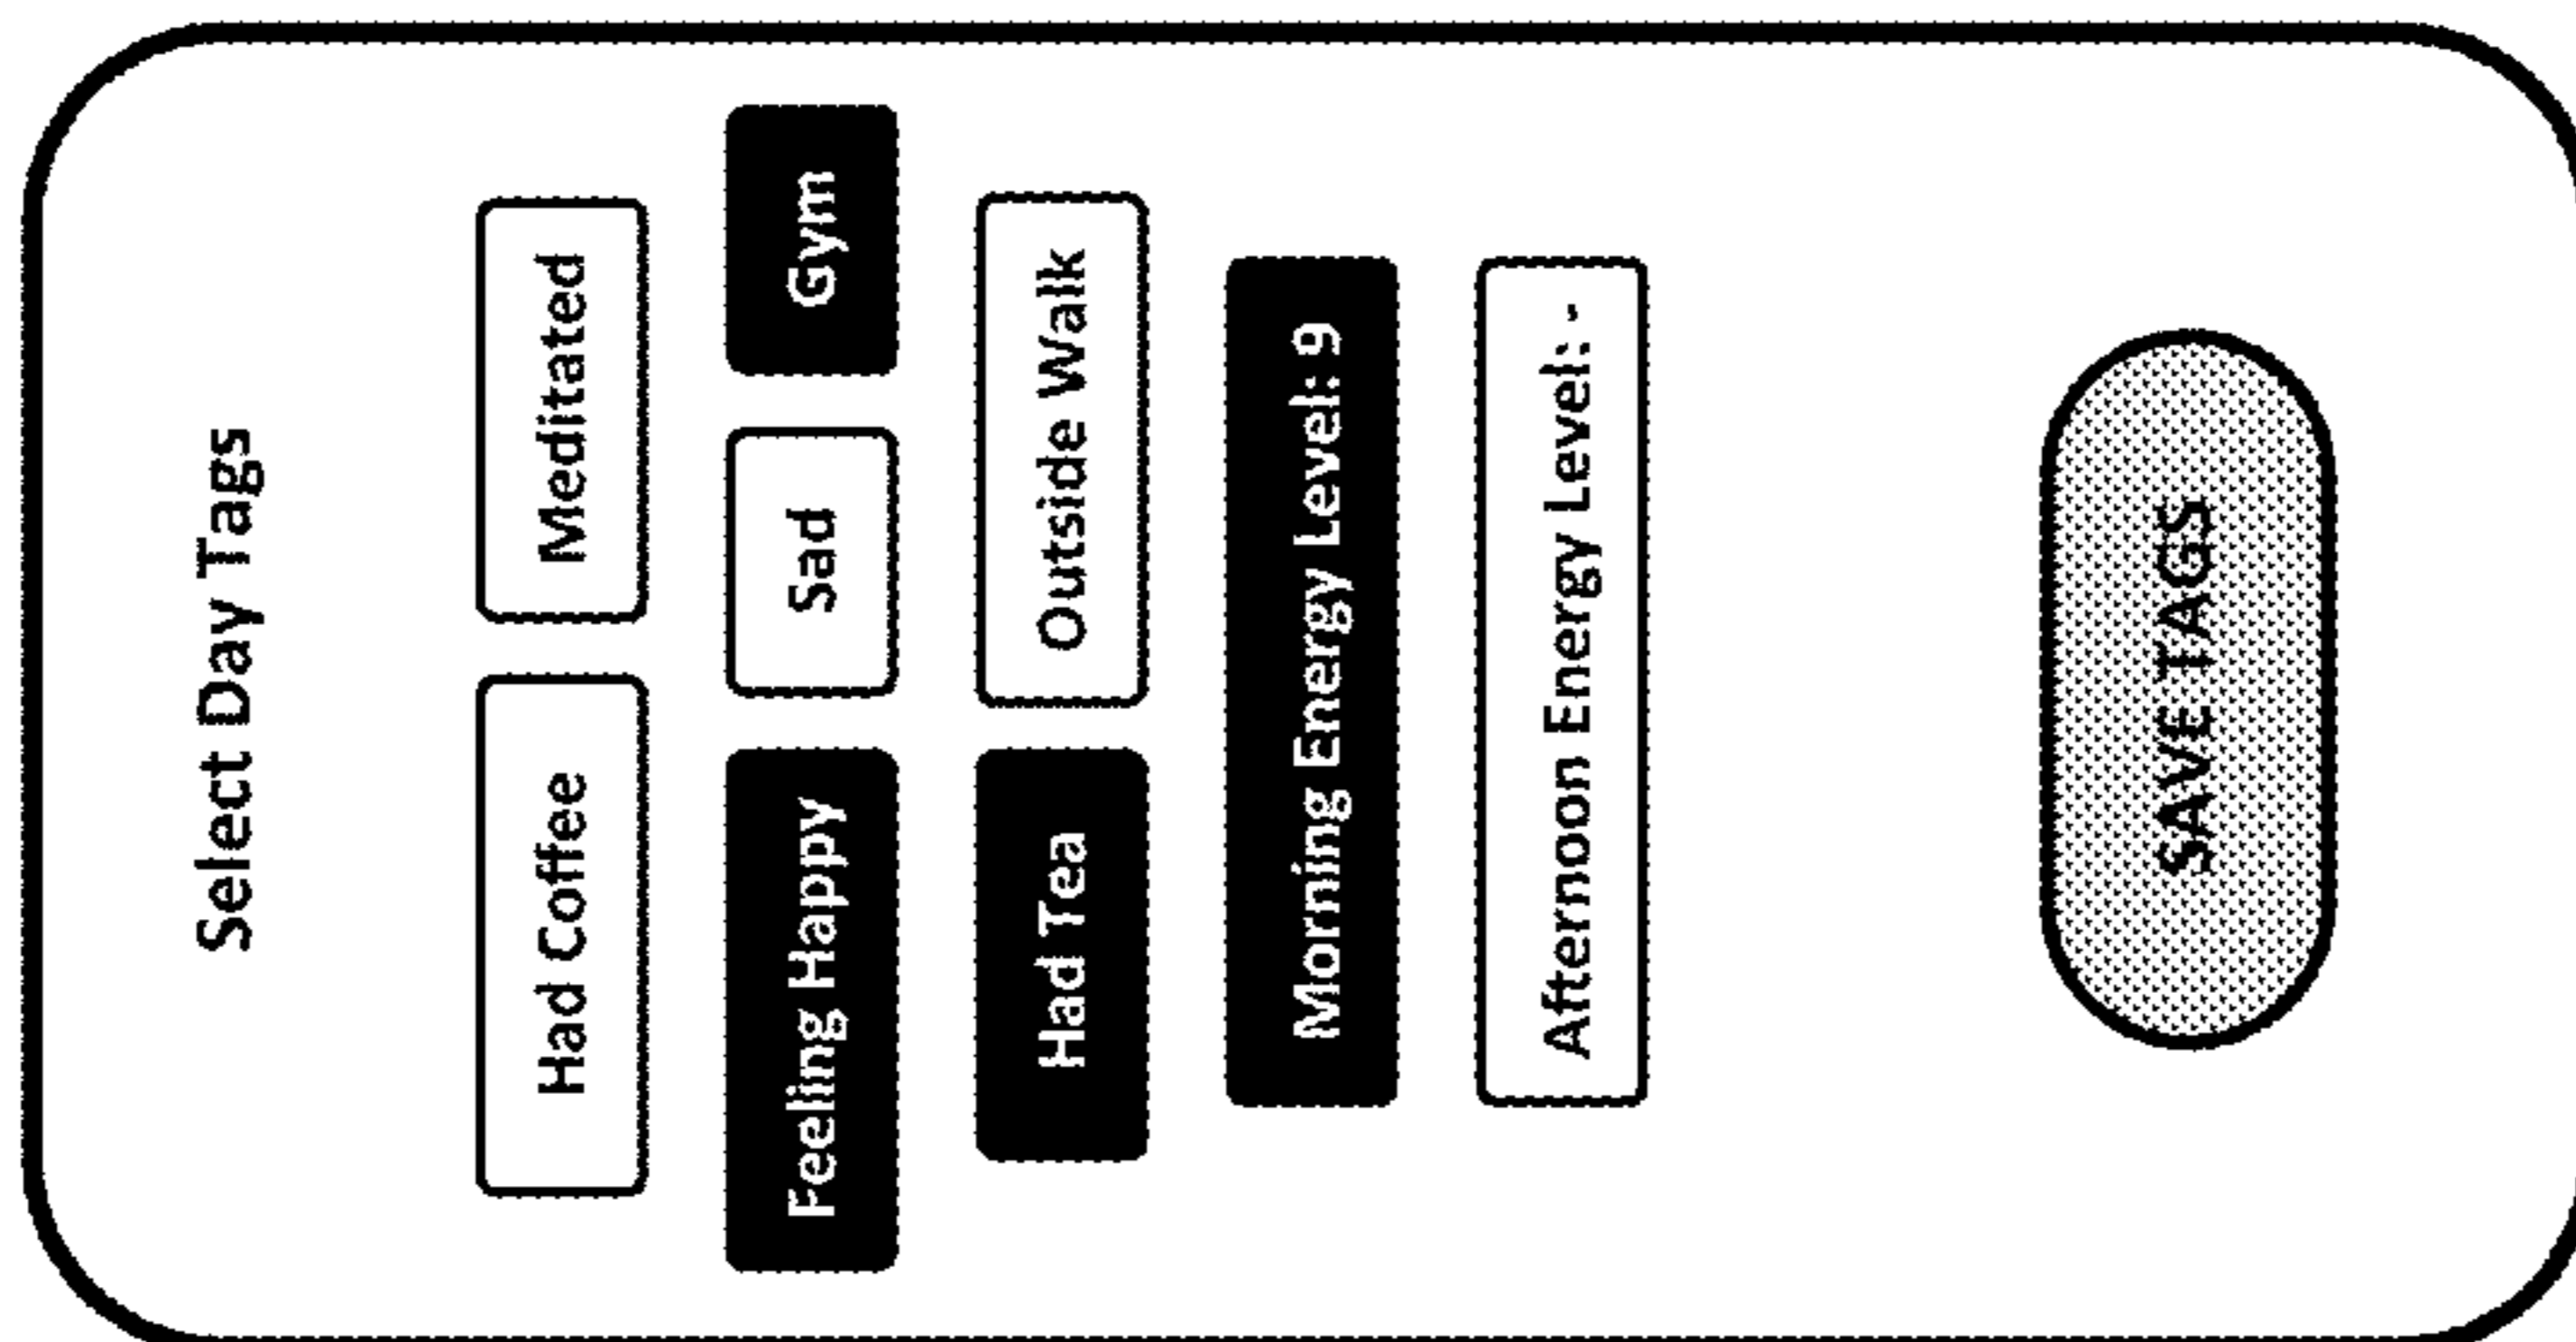 Select Day Tags
Had Coffee Meditated
Feeling Happy Sad Gym
Had Tea Outside Walk
Morning Energy Level: 9
Afternoon Energy Level: -
SAVE TAGS